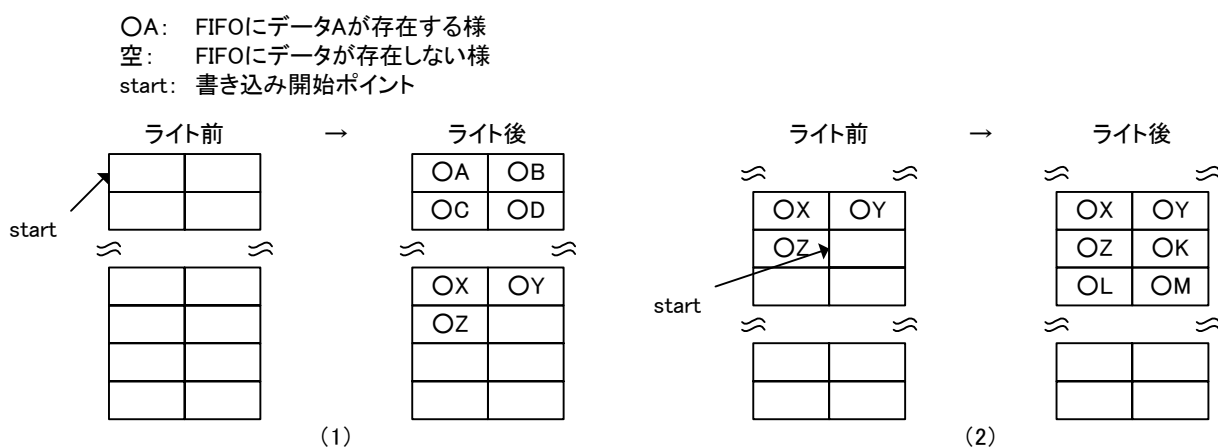 ○A： FIFOにデータAが存在する様
空： FIFOにデータが存在しない様
start： 書き込み開始ポイント
ライト前 → ライト後
start
○A ○B
○C ○D
○X ○Y
○Z
(1)
ライト前 → ライト後
start
○X ○Y
○Z
○X ○Y
○Z ○K
○L ○M
(2)